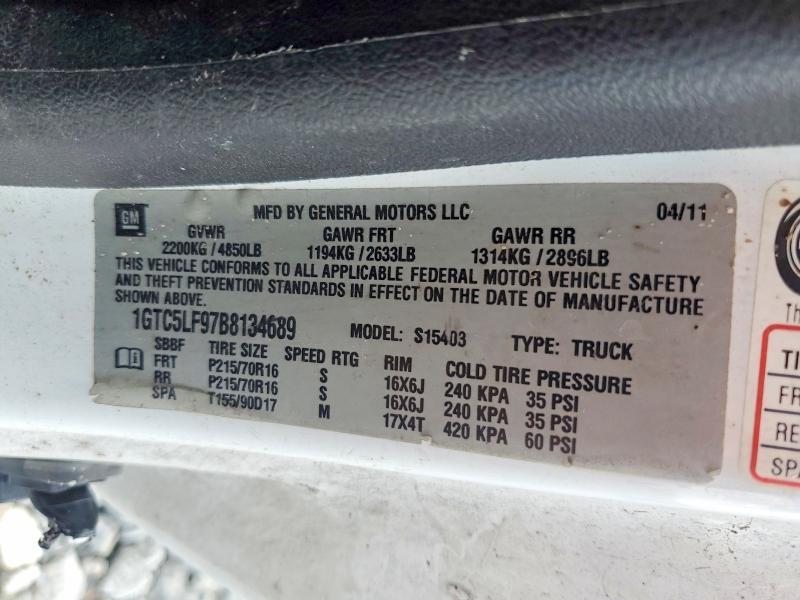 GM
MFD BY GENERAL MOTORS LLC 04/11
GVWR GAWR FRT GAWR RR
2200KG / 4850LB 1194KG / 2633LB 1314KG / 2896LB
THIS VEHICLE CONFORMS TO ALL APPLICABLE FEDERAL MOTOR VEHICLE SAFETY
AND THEFT PREVENTION STANDARDS IN EFFECT ON THE DATE OF MANUFACTURE
SHOWN ABOVE.
1GTC5LF97B8134689 MODEL: S15403 TYPE: TRUCK
SBBF TIRE SIZE SPEED RTG RIM COLD TIRE PRESSURE
FRT P215/70R16 S 16X6J 240 KPA 35 PSI
RR P215/70R16 S 16X6J 240 KPA 35 PSI
SPA T155/90D17 M 17X4T 420 KPA 60 PSI